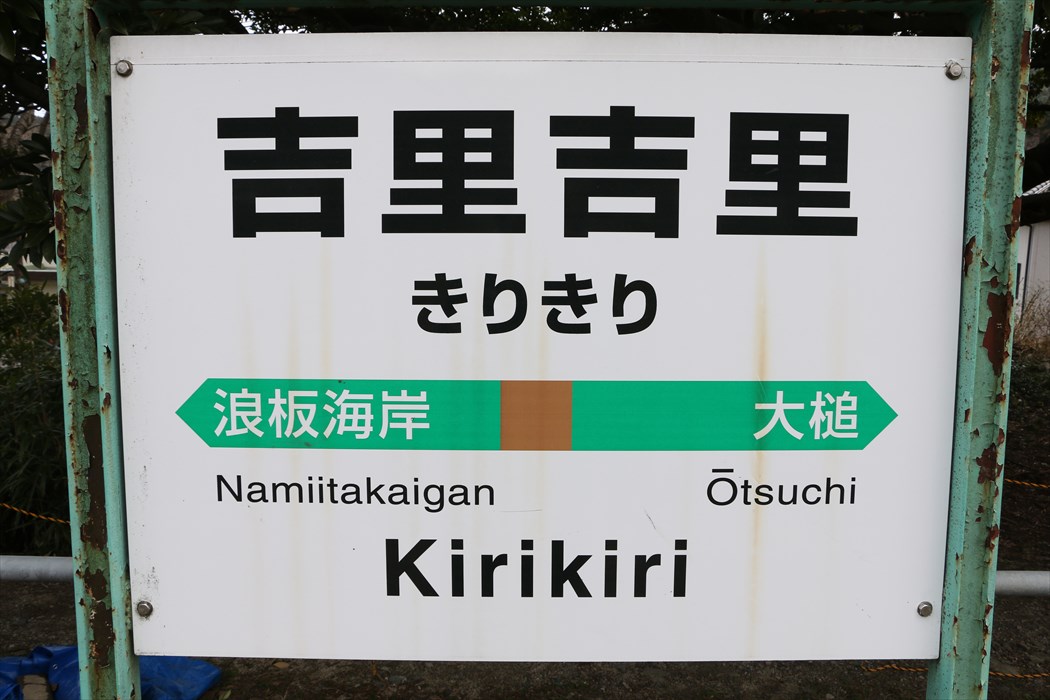 吉里吉里
きりきり
浪板海岸 大槌
Namiitakaigan Ōtsuchi
Kirikiri